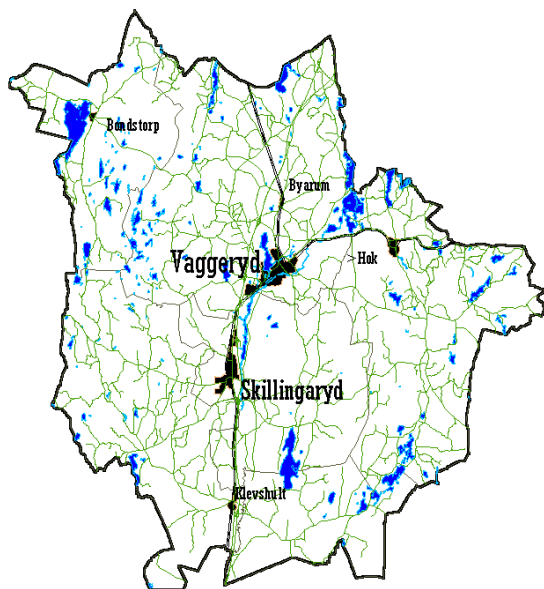 Bondstorp
Byarum
Vaggeryd
Hok
Skillingaryd
Klevshult